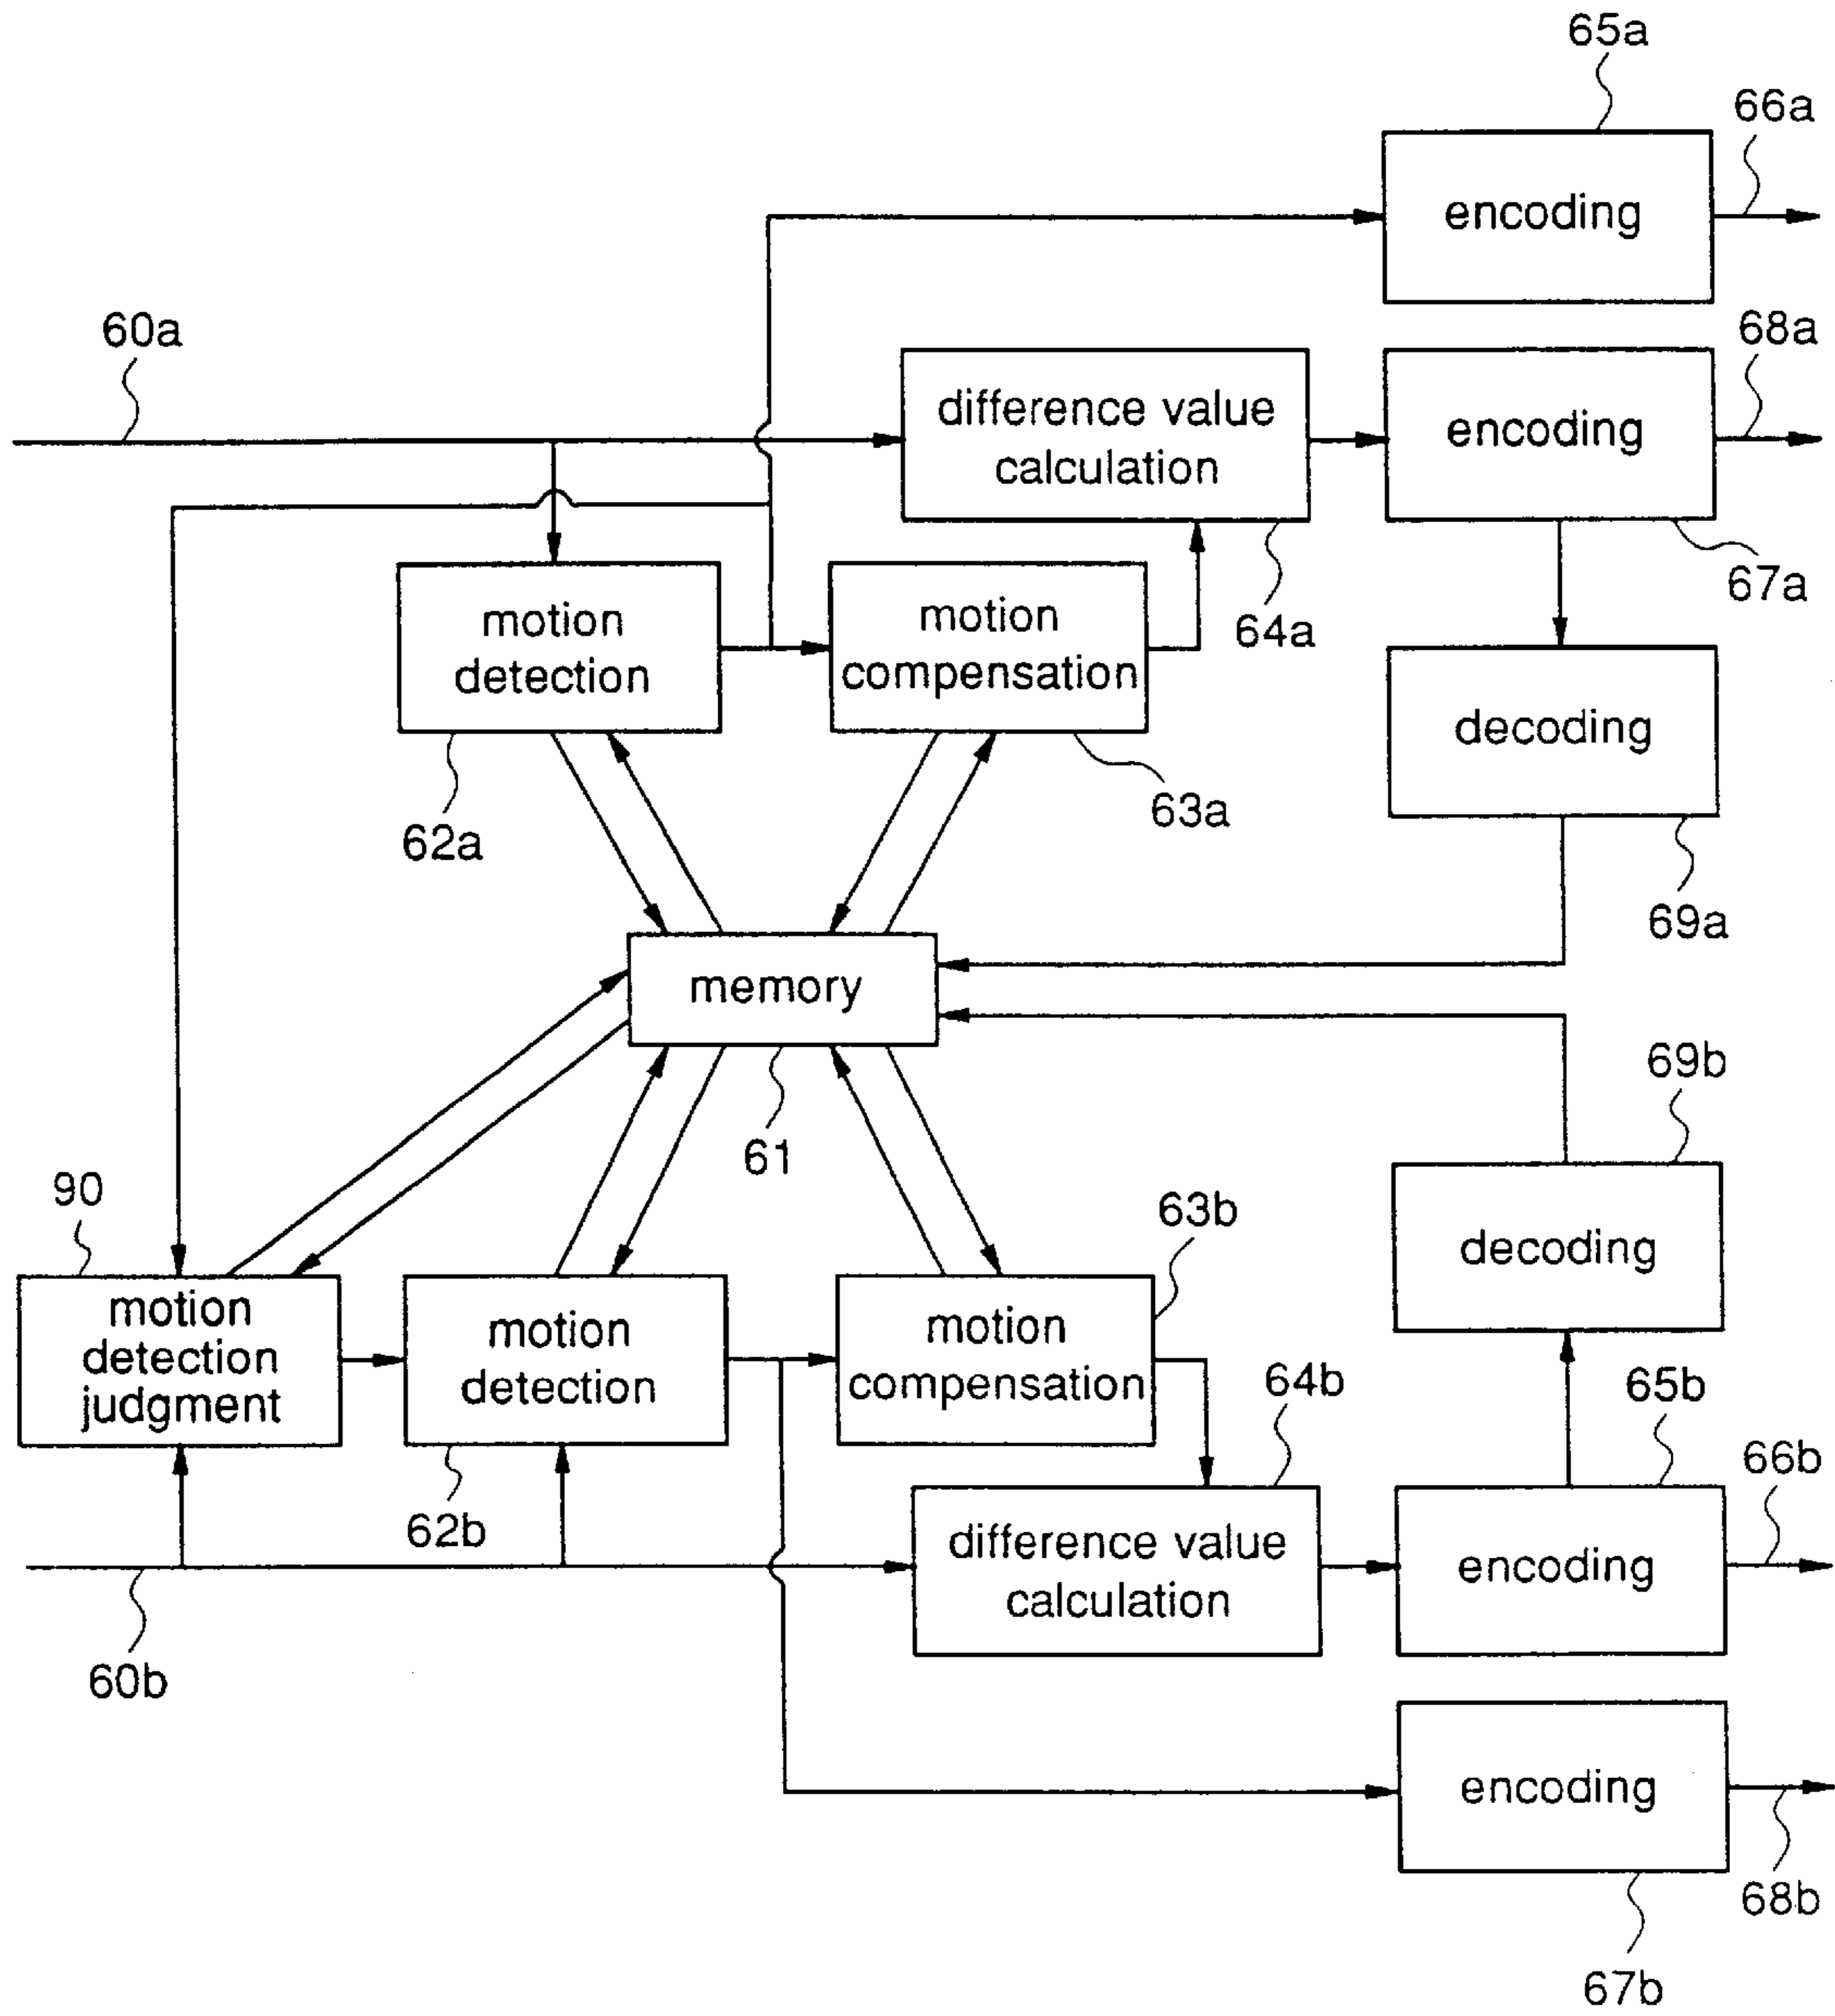 65a
66a
encoding
60a
68a
difference value
calculation
encoding
67a
64a
motion
detection
motion
compensation
decoding
62a
63a
69a
memory
61
69b
90
63b
decoding
motion
detection
judgment
motion
detection
motion
compensation
64b
65b
66b
62b
difference value
calculation
encoding
60b
encoding
68b
67b